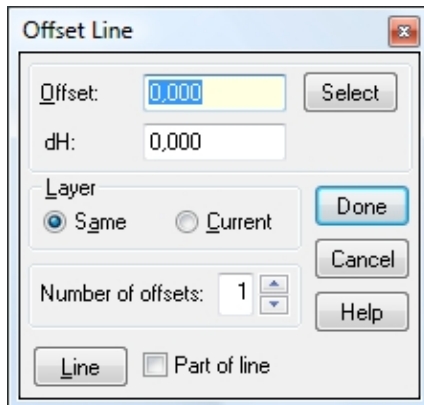 Offset Line
Offset: 0,000 Select
dH: 0,000
Layer
Same Current
Done
Cancel
Number of offsets: 1
Help
Line Part of line